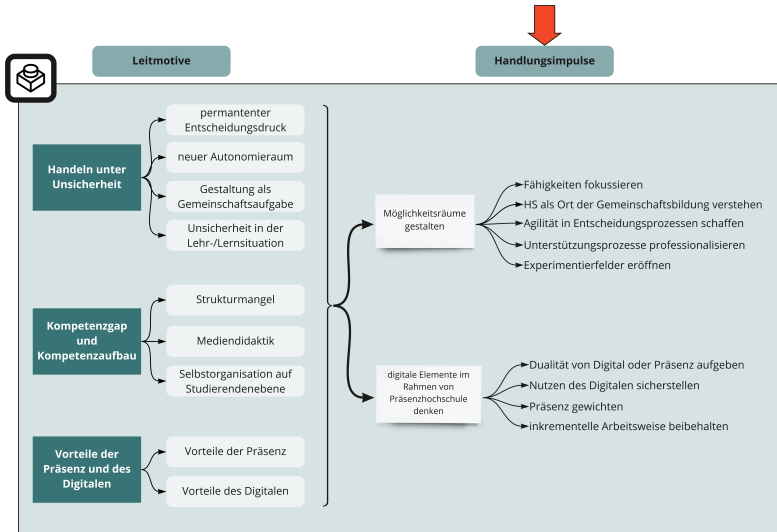 Leitmotive
Handlungsimpulse
Handeln unter
Unsicherheit
permantenter
Entscheidungsdruck
neuer Autonomieraum
Gestaltung als
Gemeinschaftsaufgabe
Unsicherheit in der
Lehr-/Lernsituation
Kompetenzgap
und
Kompetenzaufbau
Strukturmangel
Mediendidaktik
Selbstorganisation auf
Studierendenebene
Vorteile der
Präsenz und des
Digitalen
Vorteile der Präsenz
Vorteile des Digitalen
Möglichkeitsräume
gestalten
Fähigkeiten fokussieren
HS als Ort der Gemeinschaftsbildung verstehen
Agilität in Entscheidungsprozessen schaffen
Unterstützungsprozesse professionalisieren
Experimentierfelder eröffnen
digitale Elemente im
Rahmen von
Präsenzhochschule
denken
Dualität von Digital oder Präsenz aufgeben
Nutzen des Digitalen sicherstellen
Präsenz gewichten
inkrementelle Arbeitsweise beibehalten